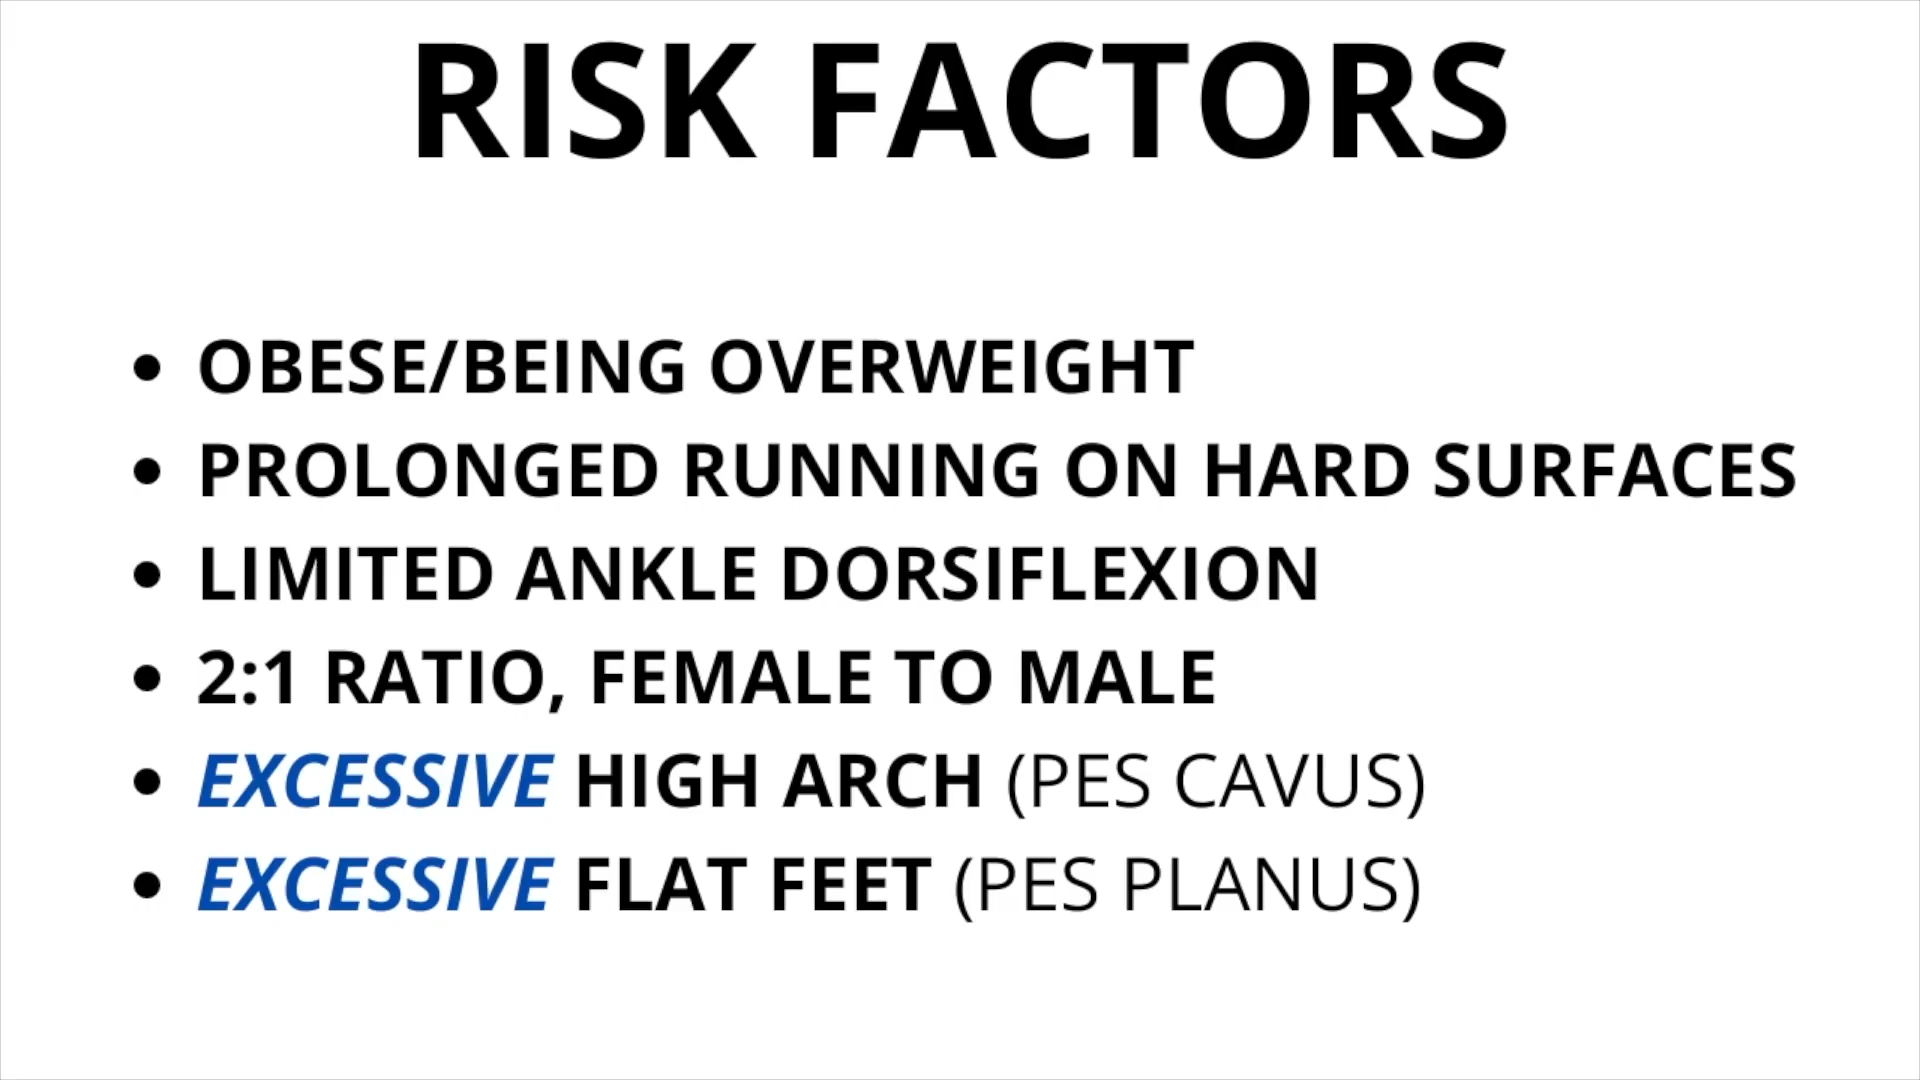 RISK FACTORS
• OBESE/BEING OVERWEIGHT
• PROLONGED RUNNING ON HARD SURFACES
• LIMITED ANKLE DORSIFLEXION
• 2:1 RATIO, FEMALE TO MALE
• EXCESSIVE HIGH ARCH (PES CAVUS)
• EXCESSIVE FLAT FEET (PES PLANUS)